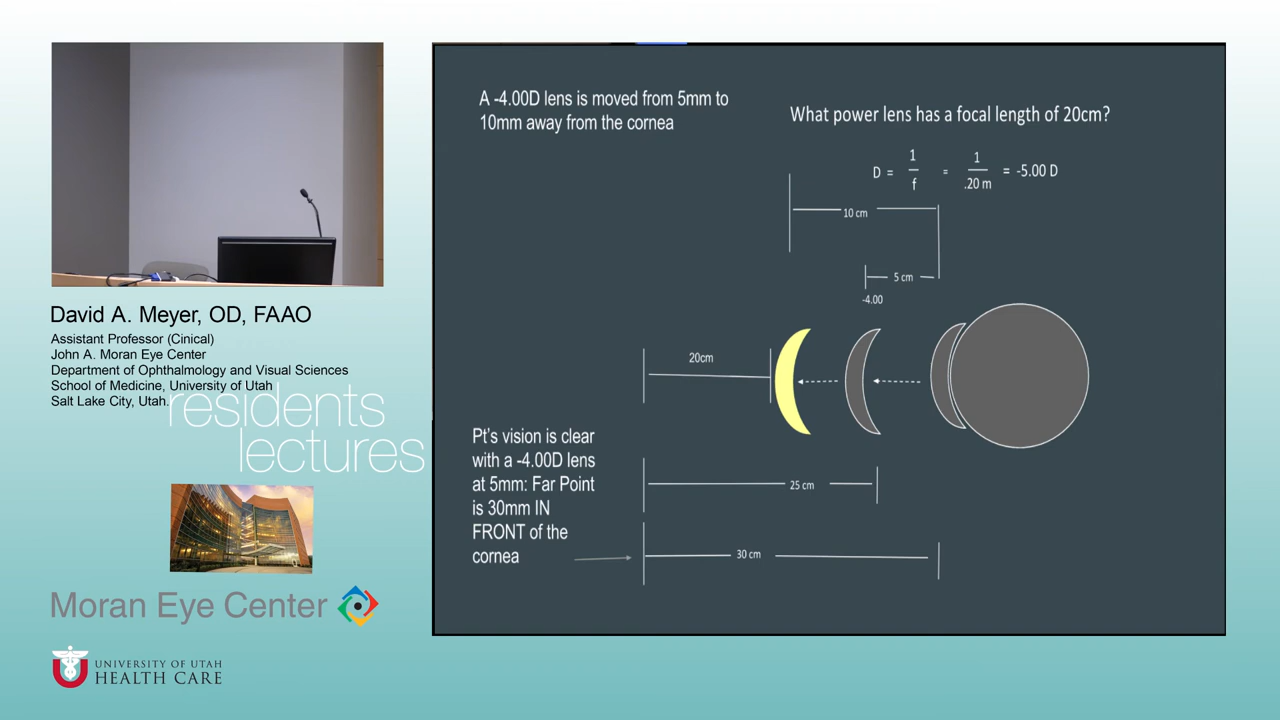 A -4.00D lens is moved from 5mm to
10mm away from the cornea
What power lens has a focal length of 20cm?
D = 1/f = 1/.20 m = -5.00 D
10 cm
5 cm
-4.00
20cm
Pt's vision is clear
with a -4.00D lens
at 5mm: Far Point
is 30mm IN
FRONT of the
cornea
25 cm
30 cm
David A. Meyer, OD, FAAO
Assistant Professor (Cinical)
John A. Moran Eye Center
Department of Ophthalmology and Visual Sciences
School of Medicine, University of Utah
Salt Lake City, Utah.
residents
lectures
Moran Eye Center
U
UNIVERSITY OF UTAH
HEALTH CARE